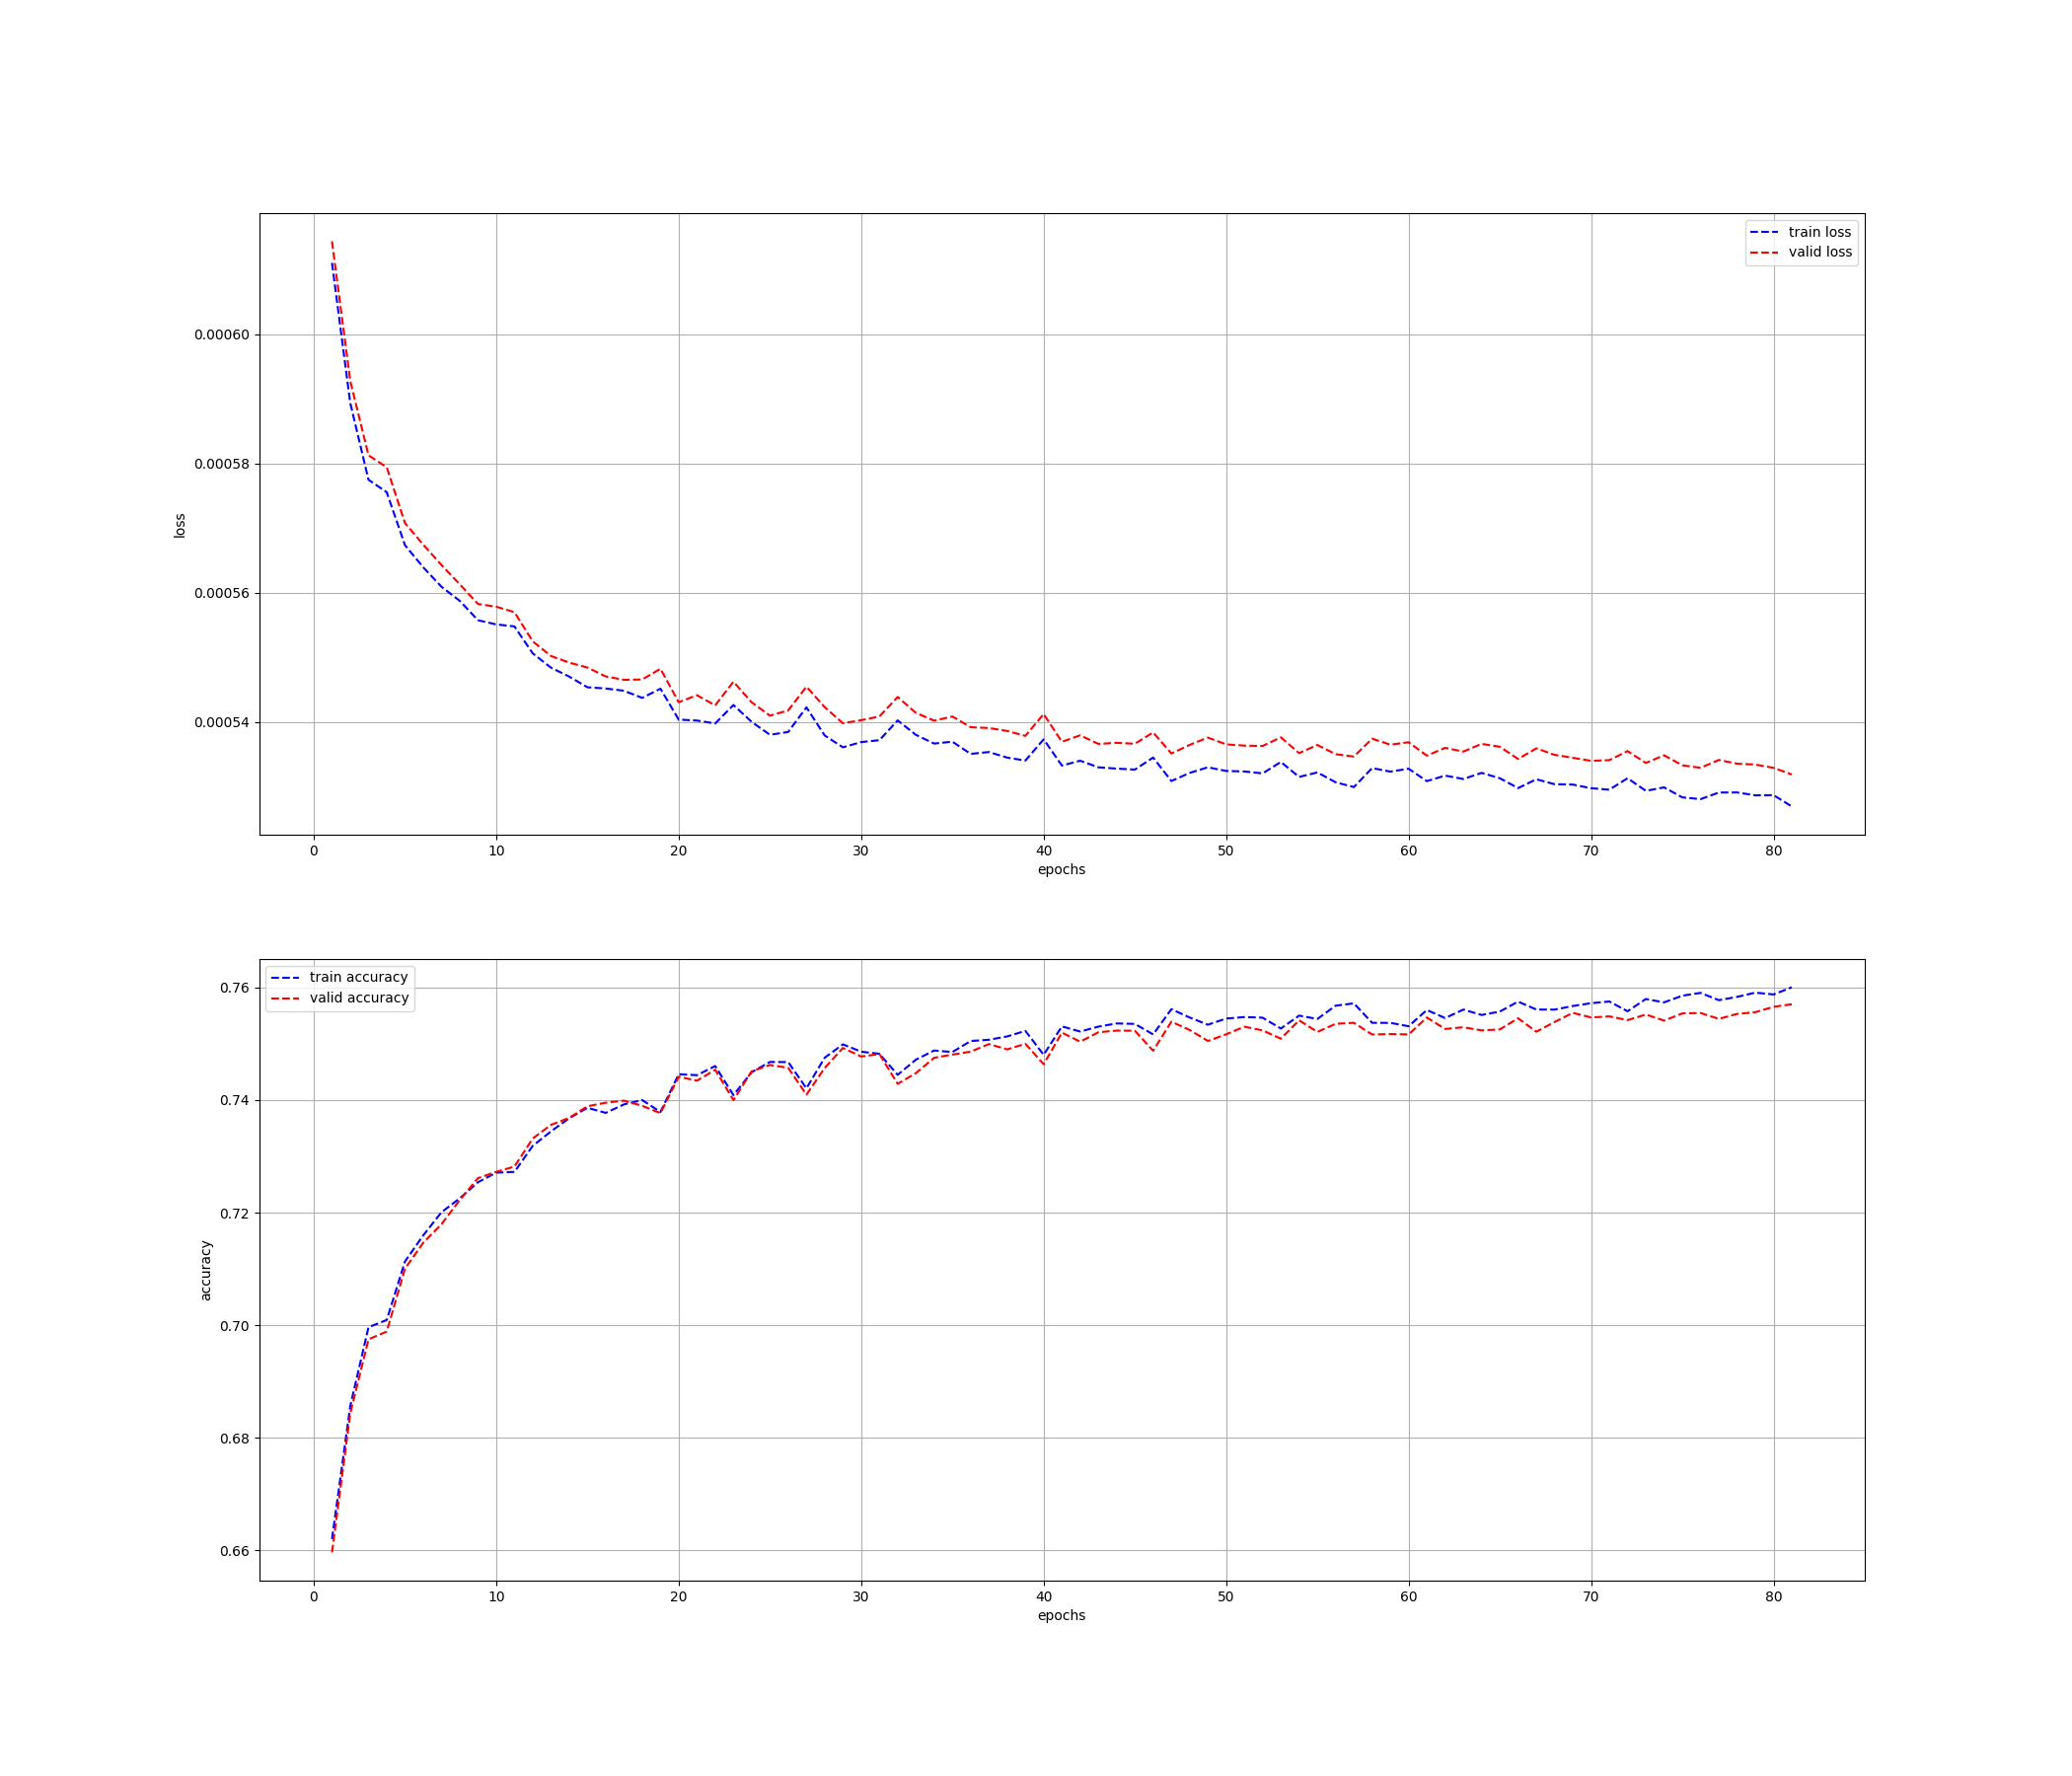 train loss
valid loss
0.00060
0.00058
0.00056
0.00054
loss
0 10 20 30 40 50 60 70 80
epochs
train accuracy
valid accuracy
0.76
0.74
0.72
0.70
0.68
0.66
accuracy
0 10 20 30 40 50 60 70 80
epochs